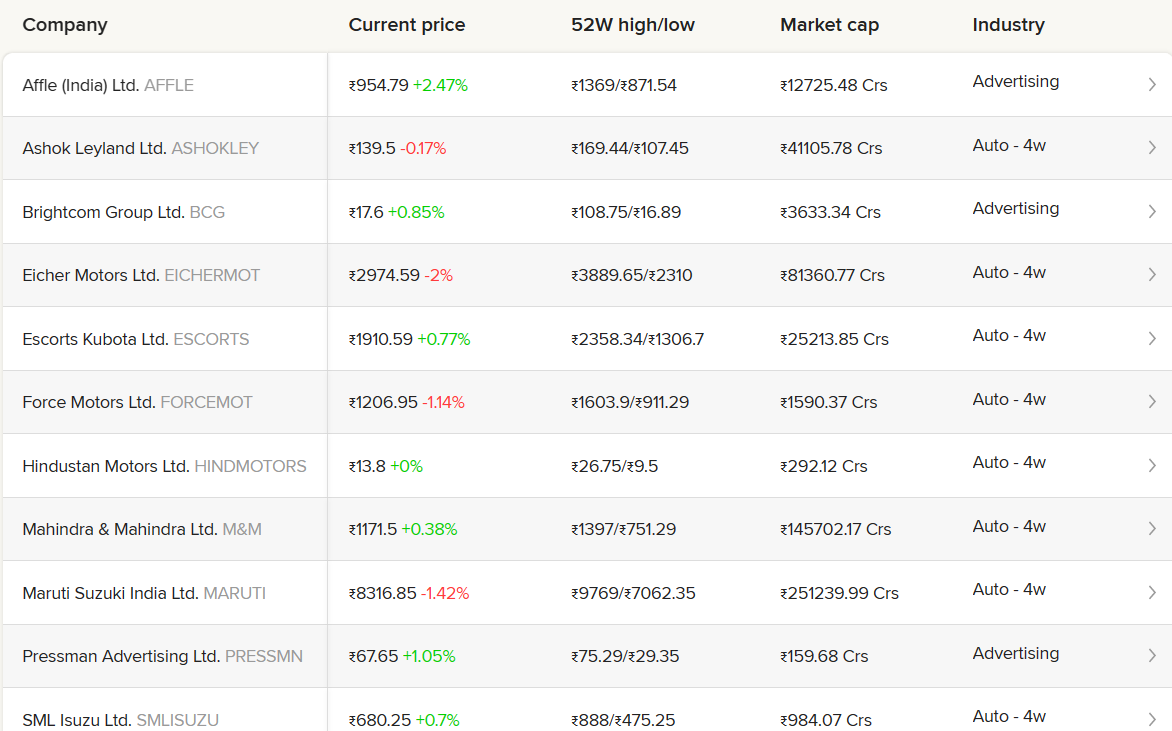 Company Current price 52W high/low Market cap Industry
Affle (India) Ltd. AFFLE ₹954.79 +2.47% ₹1369/₹871.54 ₹12725.48 Crs Advertising
Ashok Leyland Ltd. ASHOKLEY ₹139.5 -0.17% ₹169.44/₹107.45 ₹41105.78 Crs Auto - 4w
Brightcom Group Ltd. BCG ₹17.6 +0.85% ₹108.75/₹16.89 ₹3633.34 Crs Advertising
Eicher Motors Ltd. EICHERMOT ₹2974.59 -2% ₹3889.65/₹2310 ₹81360.77 Crs Auto - 4w
Escorts Kubota Ltd. ESCORTS ₹1910.59 +0.77% ₹2358.34/₹1306.7 ₹25213.85 Crs Auto - 4w
Force Motors Ltd. FORCEMOT ₹1206.95 -1.14% ₹1603.9/₹911.29 ₹1590.37 Crs Auto - 4w
Hindustan Motors Ltd. HINDMOTORS ₹13.8 +0% ₹26.75/₹9.5 ₹292.12 Crs Auto - 4w
Mahindra & Mahindra Ltd. M&M ₹1171.5 +0.38% ₹1397/₹751.29 ₹145702.17 Crs Auto - 4w
Maruti Suzuki India Ltd. MARUTI ₹8316.85 -1.42% ₹9769/₹7062.35 ₹251239.99 Crs Auto - 4w
Pressman Advertising Ltd. PRESSMN ₹67.65 +1.05% ₹75.29/₹29.35 ₹159.68 Crs Advertising
SML Isuzu Ltd. SMLISUZU ₹680.25 +0.7% ₹888/₹475.25 ₹984.07 Crs Auto - 4w